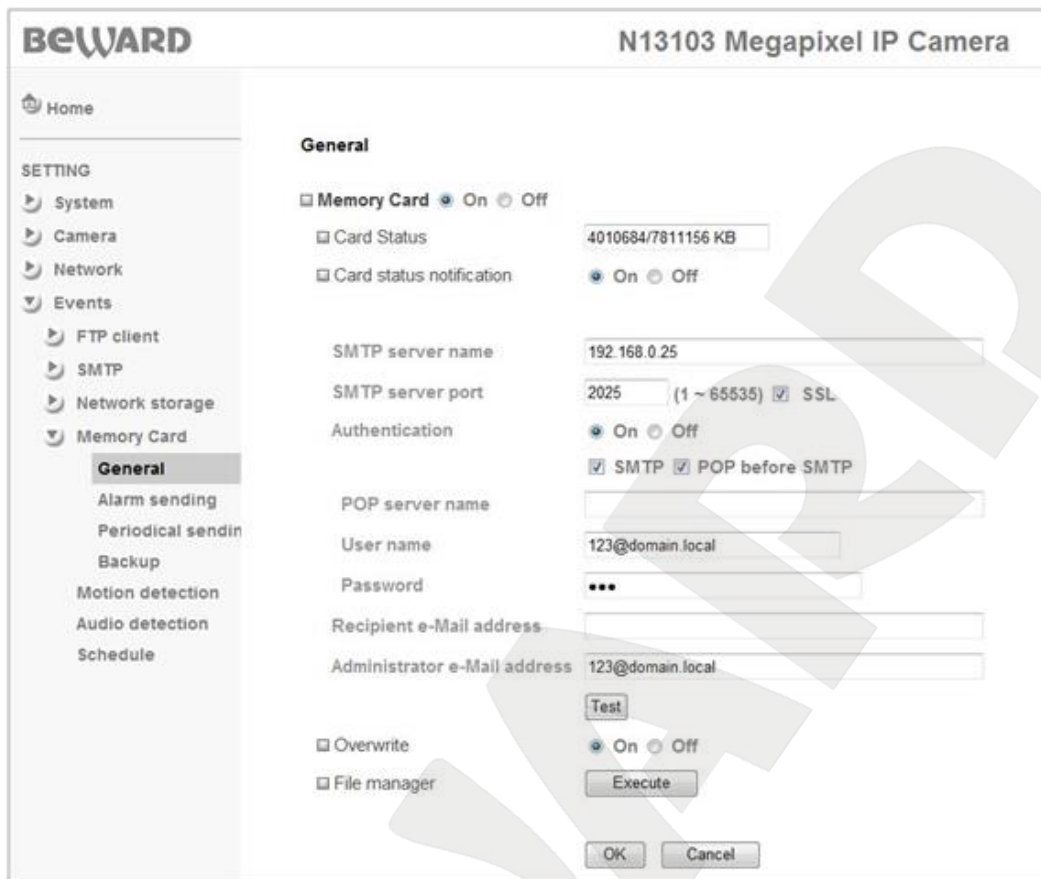 BEWARD
N13103 Megapixel IP Camera
Home
SETTING
System
Camera
Network
Events
FTP client
SMTP
Network storage
Memory Card
General
Alarm sending
Periodical sendin
Backup
Motion detection
Audio detection
Schedule
General
Memory Card On Off
Card Status 4010684/7811156 KB
Card status notification On Off
SMTP server name 192.168.0.25
SMTP server port 2025 (1 ~ 65535) SSL
Authentication On Off
SMTP POP before SMTP
POP server name
User name 123@domain.local
Password •••
Recipient e-Mail address
Administrator e-Mail address 123@domain.local
Test
Overwrite On Off
File manager Execute
OK Cancel